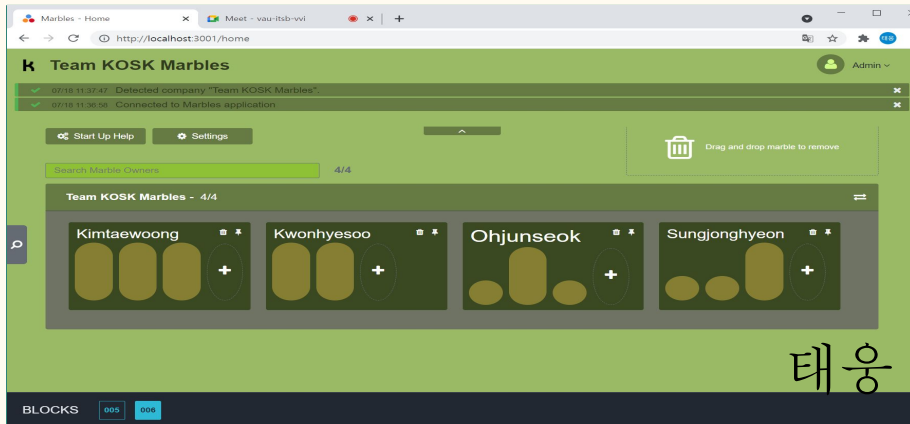 Marbles - Home
Meet - vau-itsb-vvi
http://localhost:3001/home
태웅
K Team KOSK Marbles
Admin
07/18 11:37:47 Detected company "Team KOSK Marbles".
07/18 11:36:58 Connected to Marbles application
Start Up Help
Settings
Drag and drop marble to remove
Search Marble Owners
4/4
Team KOSK Marbles - 4/4
Kimtaewoong
Kwonhyesoo
Ohjunseok
Sungjonghyeon
태웅
BLOCKS 005 006